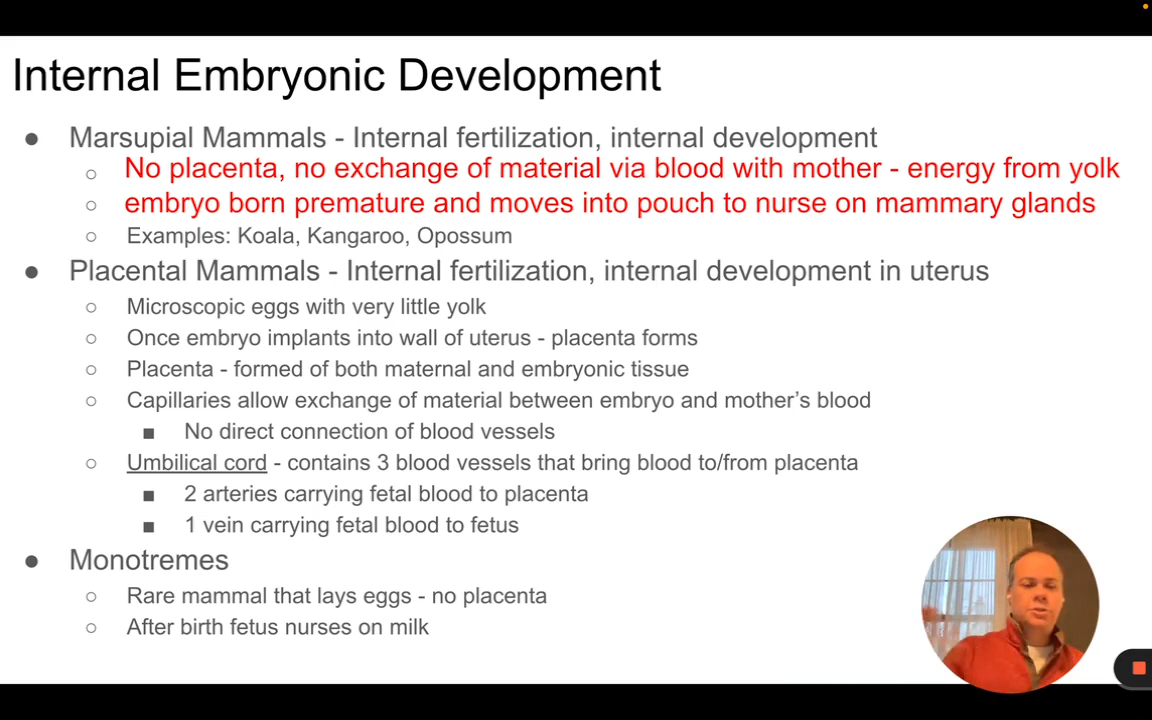 Internal Embryonic Development
● Marsupial Mammals - Internal fertilization, internal development
○ No placenta, no exchange of material via blood with mother - energy from yolk
○ embryo born premature and moves into pouch to nurse on mammary glands
○ Examples: Koala, Kangaroo, Opossum
● Placental Mammals - Internal fertilization, internal development in uterus
○ Microscopic eggs with very little yolk
○ Once embryo implants into wall of uterus - placenta forms
○ Placenta - formed of both maternal and embryonic tissue
○ Capillaries allow exchange of material between embryo and mother’s blood
■ No direct connection of blood vessels
○ Umbilical cord - contains 3 blood vessels that bring blood to/from placenta
■ 2 arteries carrying fetal blood to placenta
■ 1 vein carrying fetal blood to fetus
● Monotremes
○ Rare mammal that lays eggs - no placenta
○ After birth fetus nurses on milk